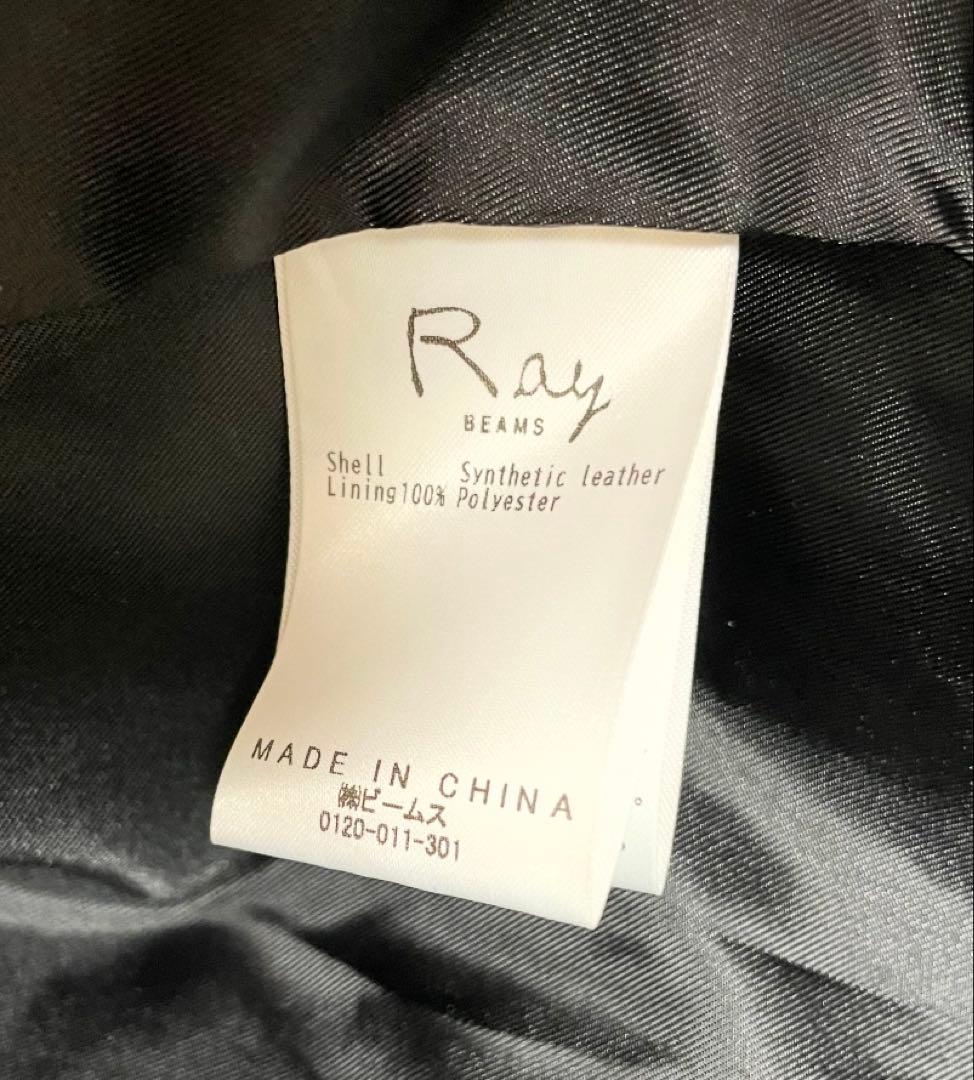 Ray
BEAMS
Shell Synthetic leather
Lining100% Polyester
MADE IN CHINA
㈱ビームス
0120-011-301